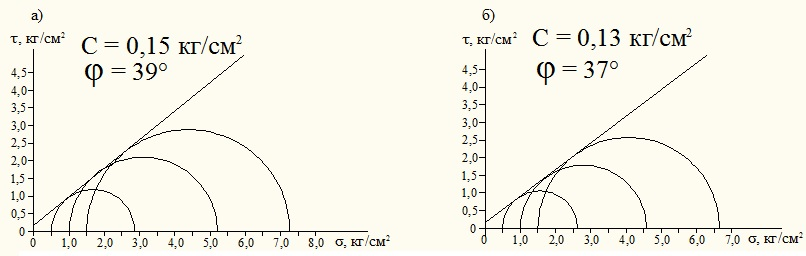 а)
τ, кг/см²
C = 0,15 кг/см²
φ = 39°
4,5
4,0
3,5
3,0
2,5
2,0
1,5
1,0
0,5
0
0 1,0 2,0 3,0 4,0 5,0 6,0 7,0 8,0 σ, кг/см²
б)
τ, кг/см²
C = 0,13 кг/см²
φ = 37°
4,5
4,0
3,5
3,0
2,5
2,0
1,5
1,0
0,5
0
0 1,0 2,0 3,0 4,0 5,0 6,0 7,0 σ, кг/см²